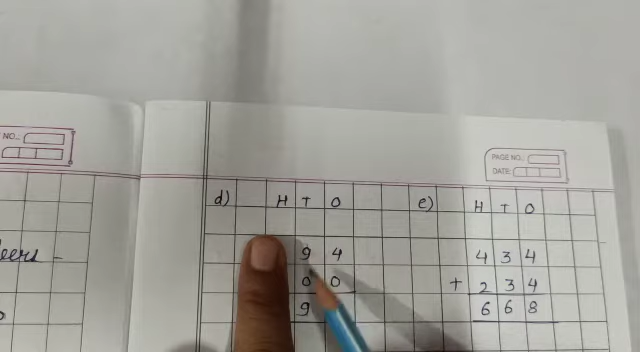 NO.:
PAGE NO.:
DATE:
d) H T O
e) H T O
9 4
4 3 4
0 0
+ 2 3 4
9
6 6 8